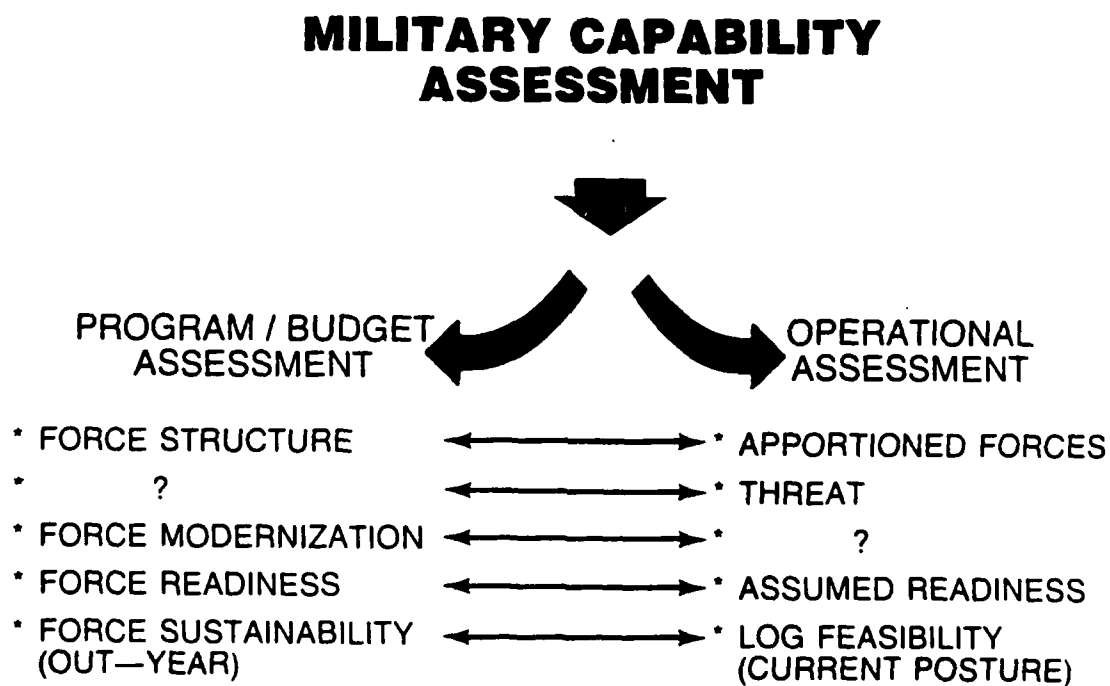 MILITARY CAPABILITY
ASSESSMENT
PROGRAM / BUDGET
ASSESSMENT
OPERATIONAL
ASSESSMENT
* FORCE STRUCTURE
* APPORTIONED FORCES
* ?
* THREAT
* FORCE MODERNIZATION
* ?
* FORCE READINESS
* ASSUMED READINESS
* FORCE SUSTAINABILITY
(OUT—YEAR)
* LOG FEASIBILITY
(CURRENT POSTURE)